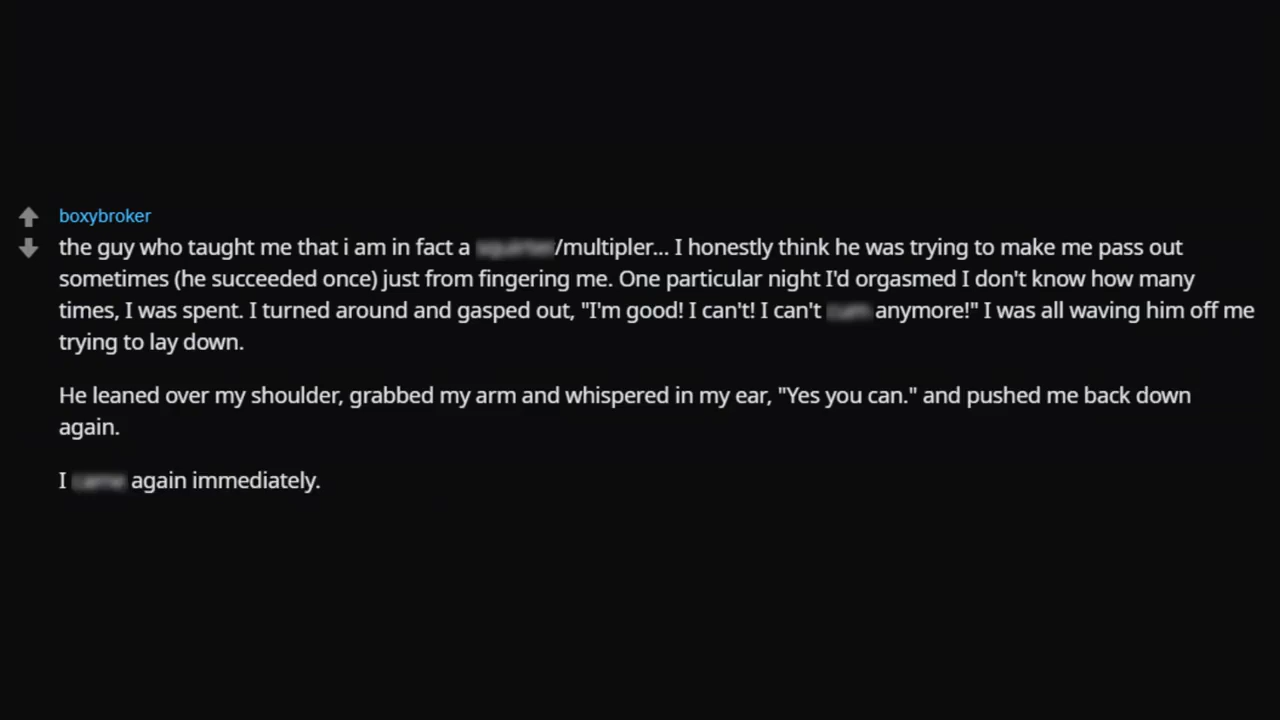 boxybroker
the guy who taught me that i am in fact a /multipler... I honestly think he was trying to make me pass out
sometimes (he succeeded once) just from fingering me. One particular night I'd orgasmed I don't know how many
times, I was spent. I turned around and gasped out, "I'm good! I can't! I can't anymore!" I was all waving him off me
trying to lay down.
He leaned over my shoulder, grabbed my arm and whispered in my ear, "Yes you can." and pushed me back down
again.
I again immediately.